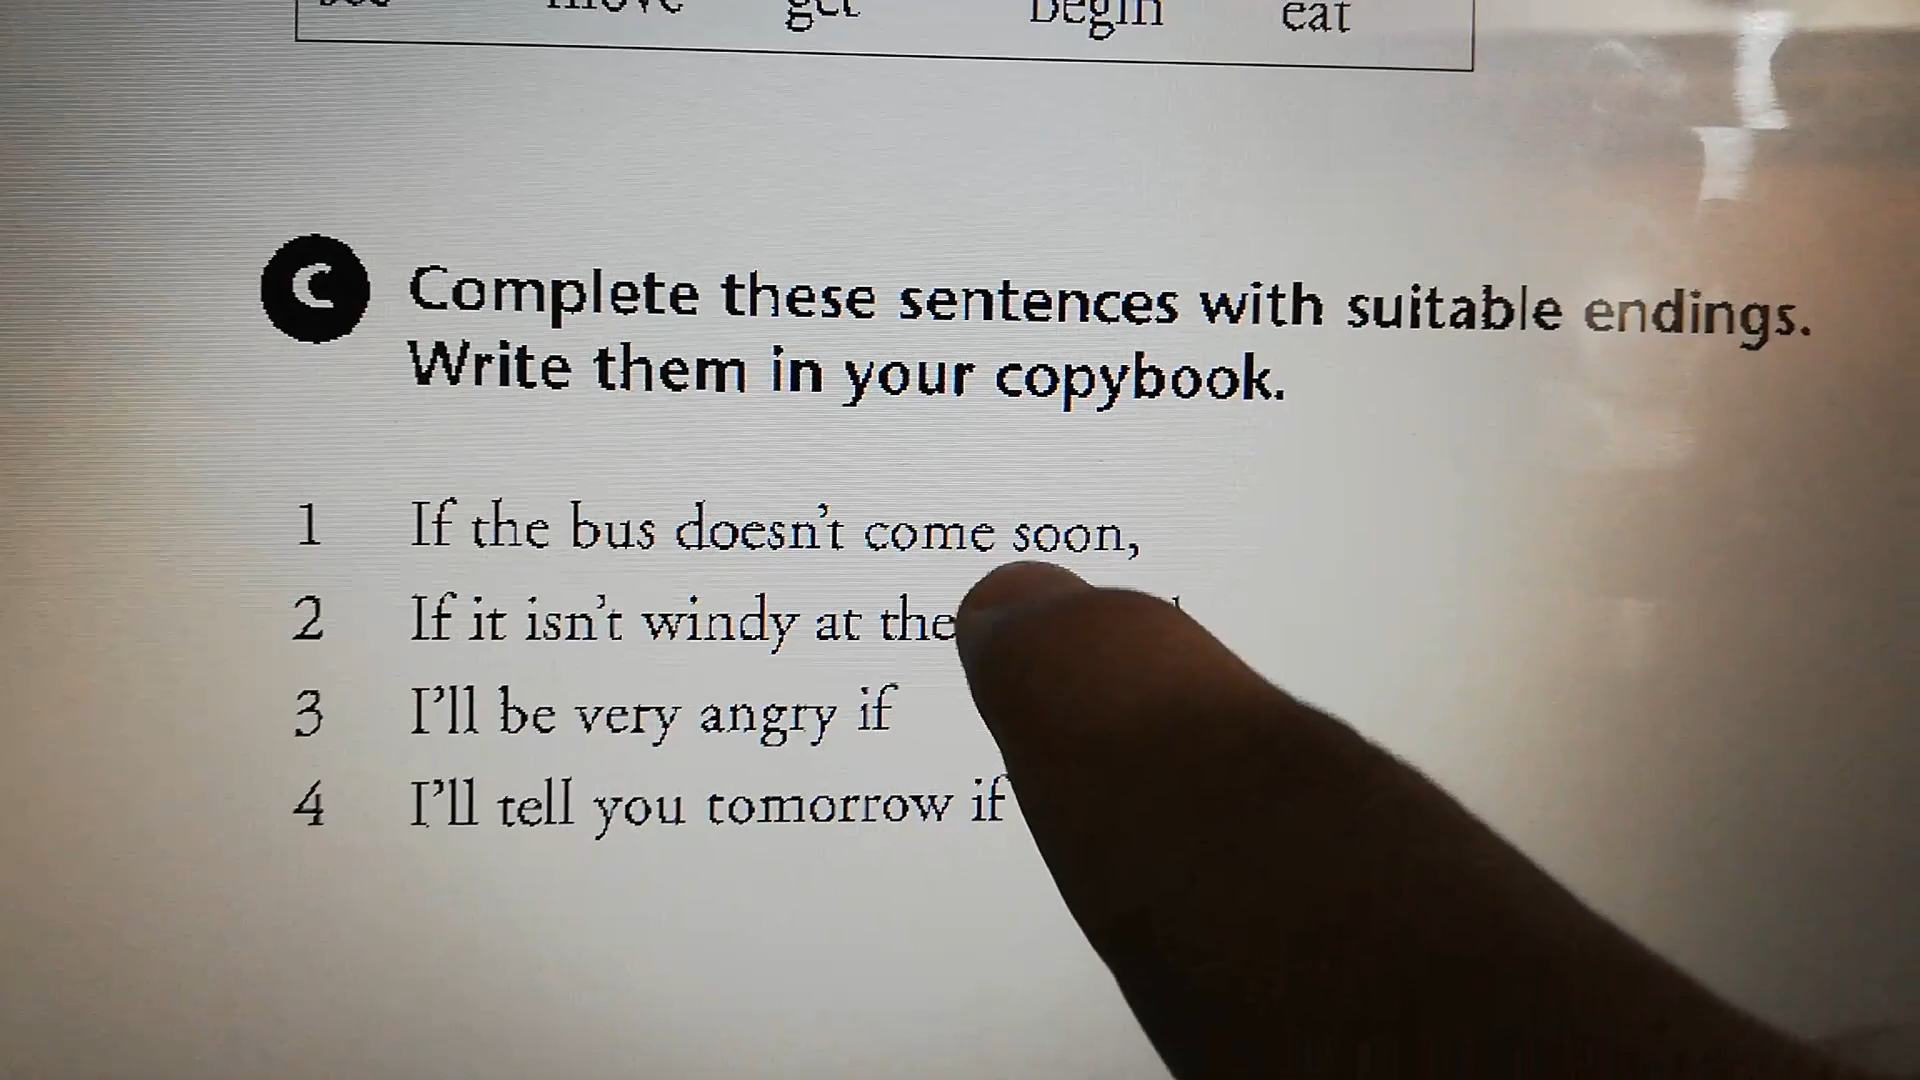 get begin eat
C Complete these sentences with suitable endings.
Write them in your copybook.
1 If the bus doesn't come soon,
2 If it isn't windy at the
3 I'll be very angry if
4 I'll tell you tomorrow if